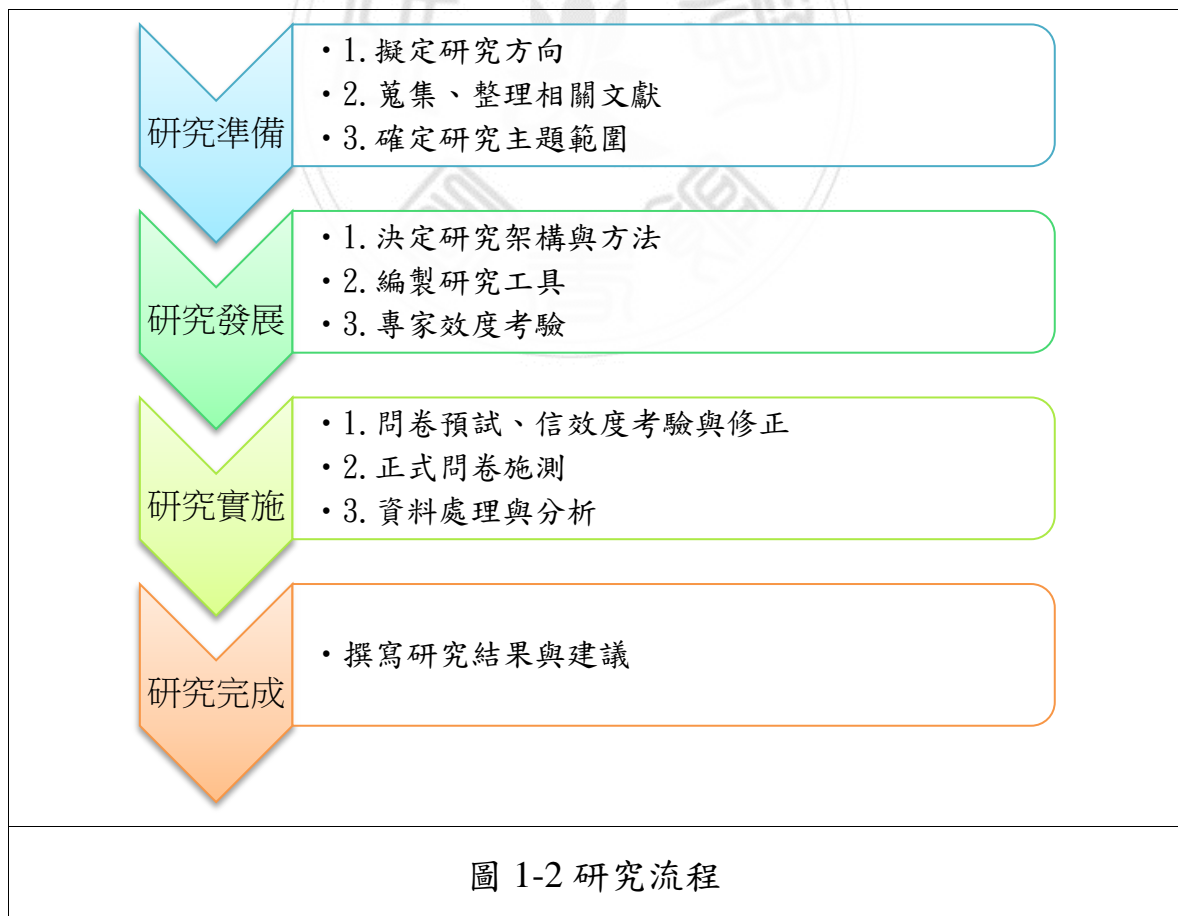 研究準備
・1.擬定研究方向
・2.蒐集、整理相關文獻
・3.確定研究主題範圍
研究發展
・1.決定研究架構與方法
・2.編製研究工具
・3.專家效度考驗
研究實施
・1.問卷預試、信效度考驗與修正
・2.正式問卷施測
・3.資料處理與分析
研究完成
・撰寫研究結果與建議
圖 1-2 研究流程